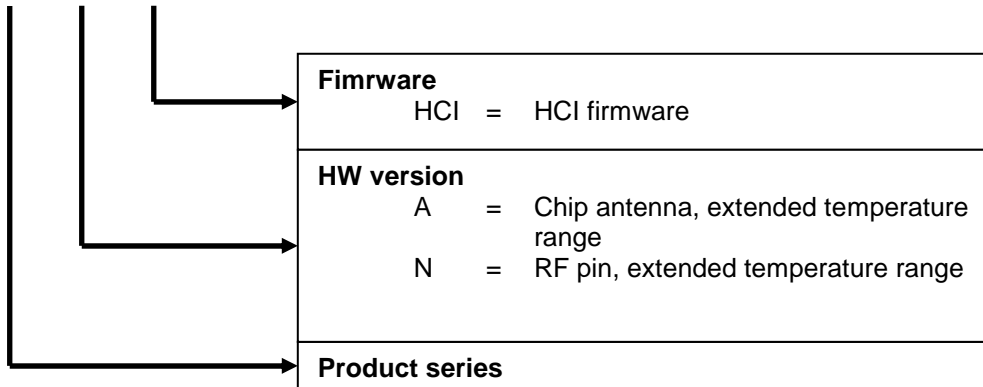 Fimrware
HCI = HCI firmware
HW version
A = Chip antenna, extended temperature
range
N = RF pin, extended temperature range
Product series